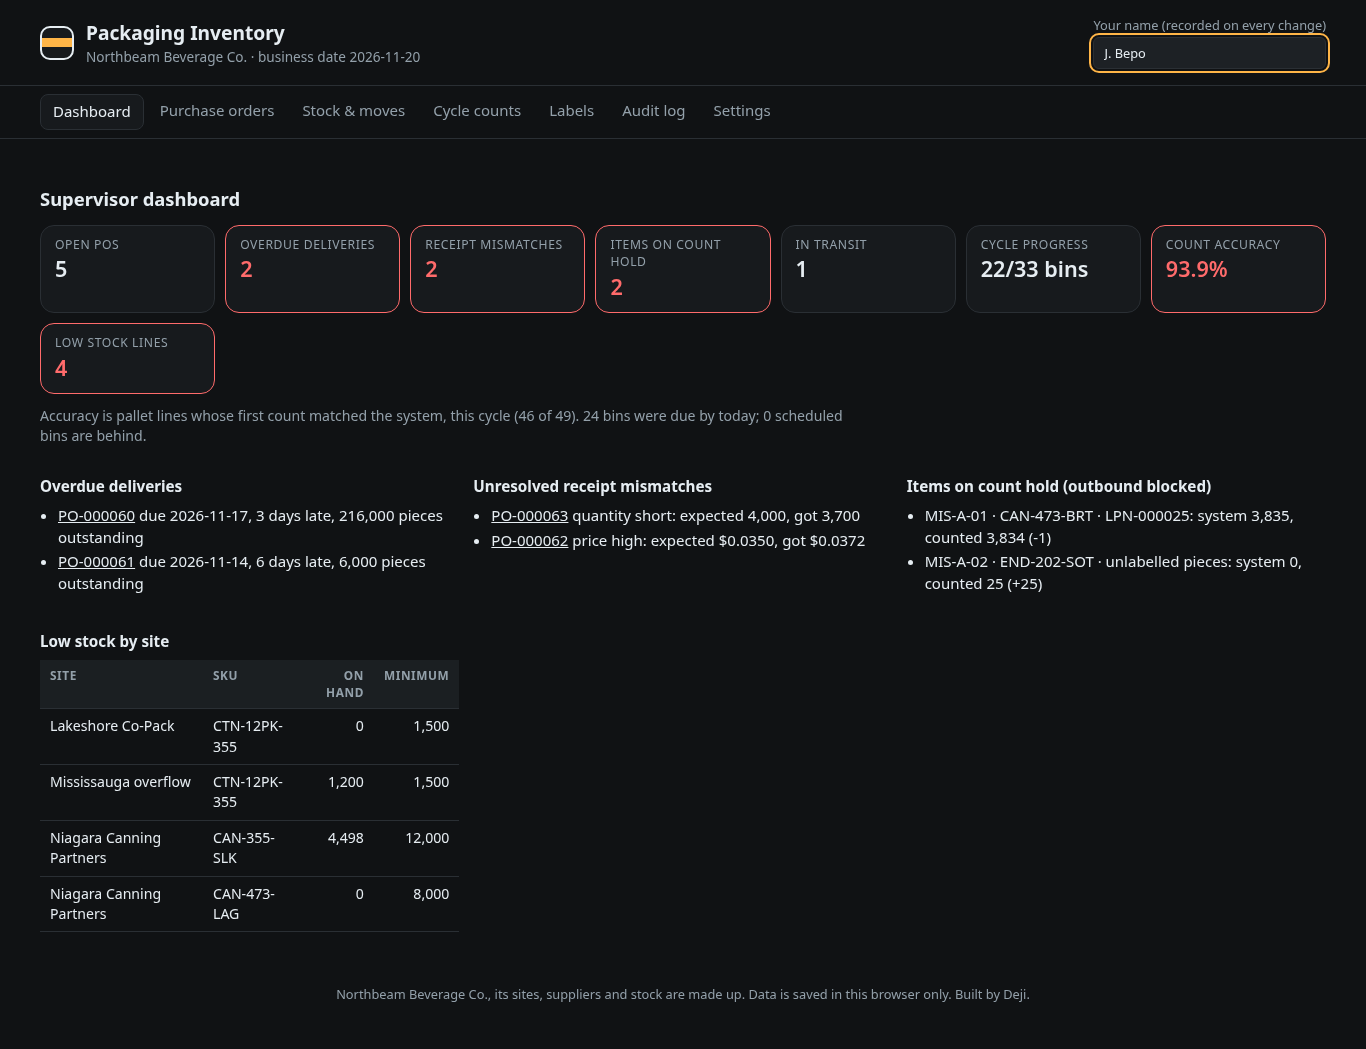 Packaging Inventory
Northbeam Beverage Co. · business date 2026-11-20
Your name (recorded on every change)
J. Bepo
Dashboard
Purchase orders
Stock & moves
Cycle counts
Labels
Audit log
Settings
Supervisor dashboard
OPEN POS
5
OVERDUE DELIVERIES
2
RECEIPT MISMATCHES
2
ITEMS ON COUNT
HOLD
2
IN TRANSIT
1
CYCLE PROGRESS
22/33 bins
COUNT ACCURACY
93.9%
LOW STOCK LINES
4
Accuracy is pallet lines whose first count matched the system, this cycle (46 of 49). 24 bins were due by today; 0 scheduled
bins are behind.
Overdue deliveries
PO-000060 due 2026-11-17, 3 days late, 216,000 pieces
outstanding
PO-000061 due 2026-11-14, 6 days late, 6,000 pieces
outstanding
Unresolved receipt mismatches
PO-000063 quantity short: expected 4,000, got 3,700
PO-000062 price high: expected $0.0350, got $0.0372
Items on count hold (outbound blocked)
MIS-A-01 · CAN-473-BRT · LPN-000025: system 3,835,
counted 3,834 (-1)
MIS-A-02 · END-202-SOT · unlabelled pieces: system 0,
counted 25 (+25)
Low stock by site
SITE SKU ON HAND MINIMUM
Lakeshore Co-Pack CTN-12PK-355 0 1,500
Mississauga overflow CTN-12PK-355 1,200 1,500
Niagara Canning Partners CAN-355-SLK 4,498 12,000
Niagara Canning Partners CAN-473-LAG 0 8,000
Northbeam Beverage Co., its sites, suppliers and stock are made up. Data is saved in this browser only. Built by Deji.